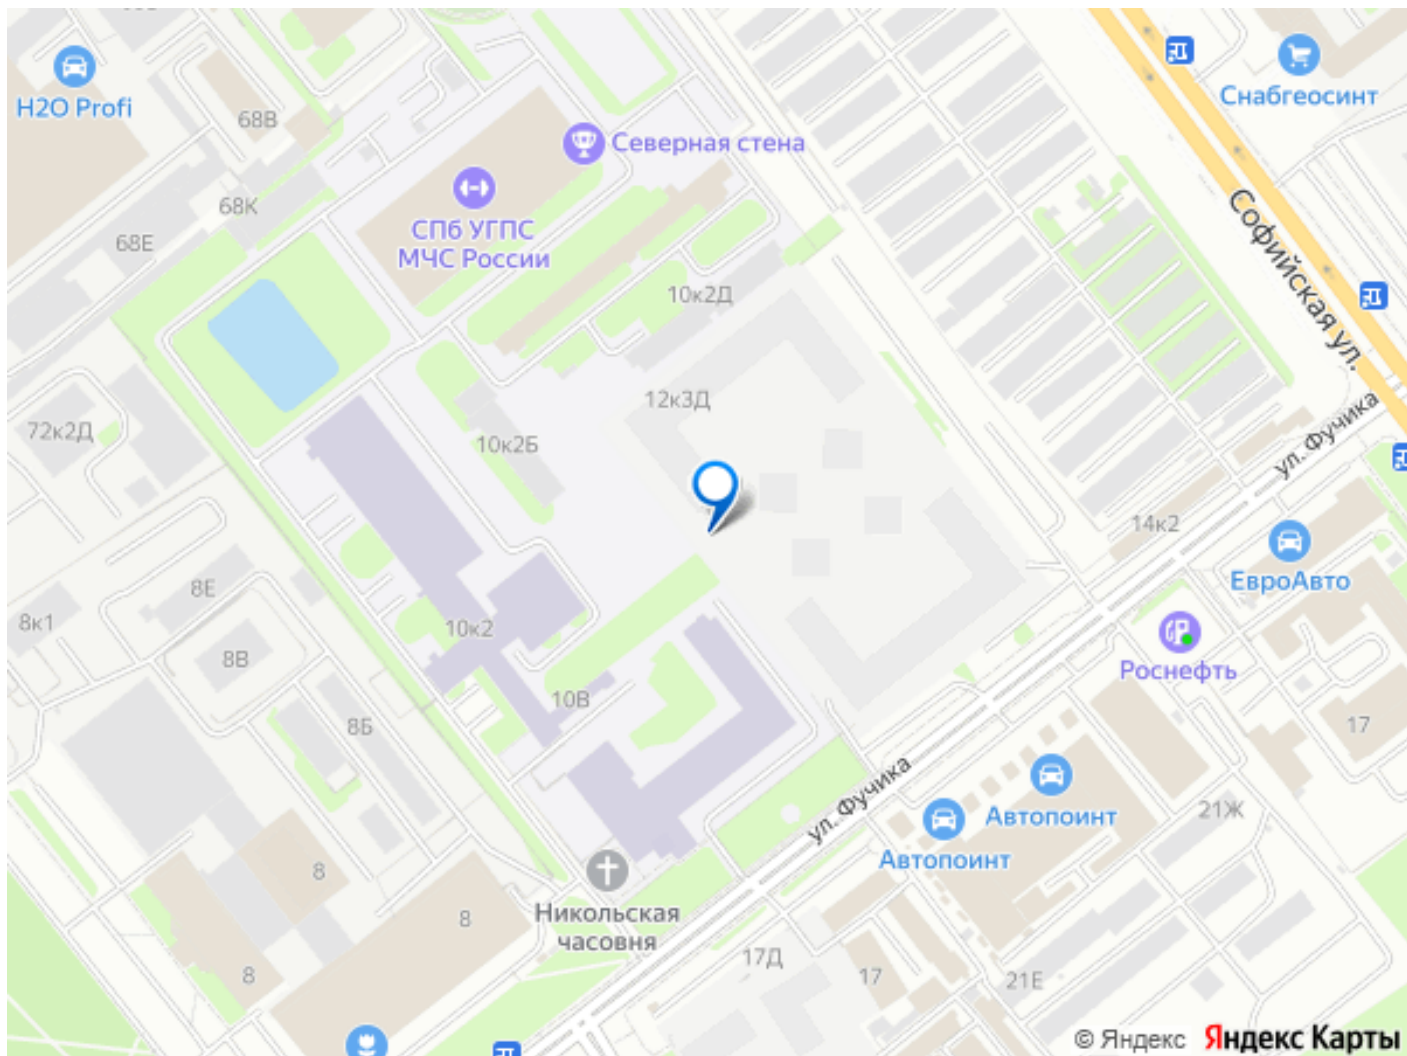 H2O Profi
68В
Северная стена
Снабгеосинт
68К
СПб УГПС
МЧС России
68Е
Софийская ул.
10к2Д
12к3Д
72к2Д
10к2Б
ул. Фучика
14к2
ЕвроАвто
8Е
8к1
10к2
8В
Роснефть
10В
8Б
17
ул. Фучика
Автопоинт
21Ж
Автопоинт
8
Никольская
часовня
8
17Д
8
17
21Е
© Яндекс Яндекс Карты